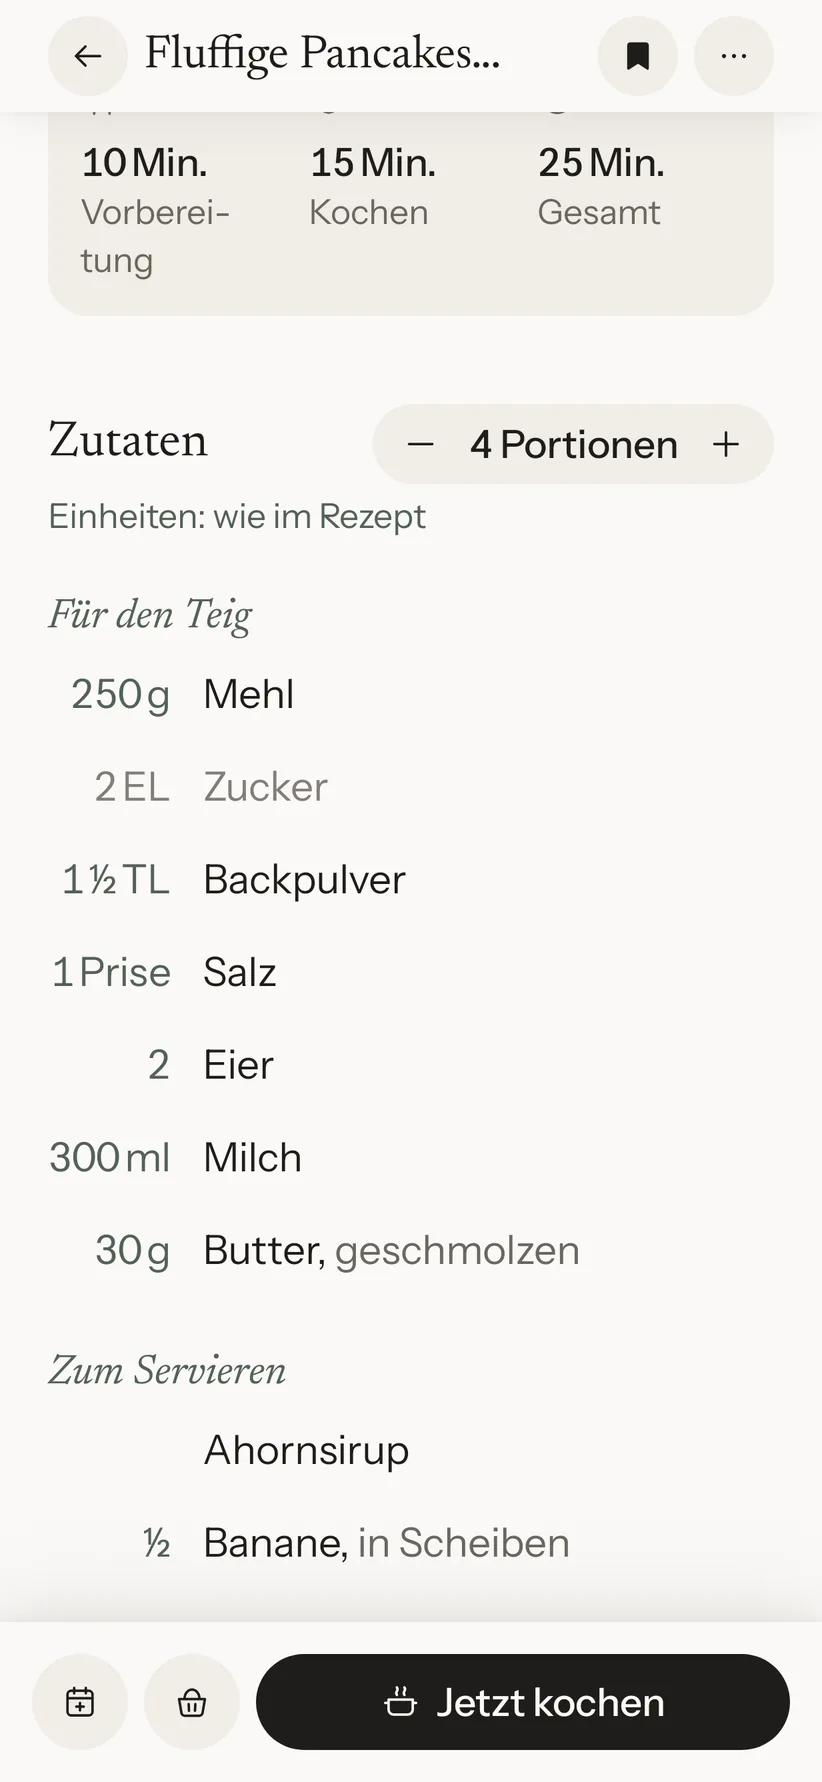 Fluffige Pancakes...
10 Min. 15 Min. 25 Min.
Vorberei- Kochen Gesamt
tung
Zutaten
4 Portionen
Einheiten: wie im Rezept
Für den Teig
250 g Mehl
2 EL Zucker
1 ½ TL Backpulver
1 Prise Salz
2 Eier
300 ml Milch
30 g Butter, geschmolzen
Zum Servieren
Ahornsirup
½ Banane, in Scheiben
Jetzt kochen